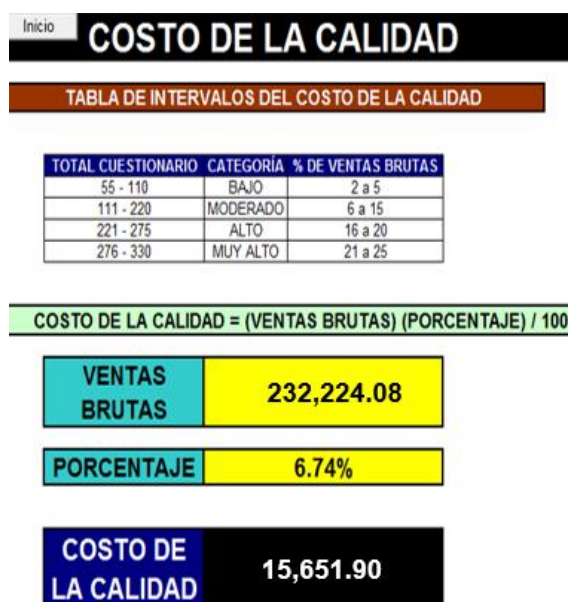 Inicio
COSTO DE LA CALIDAD
TABLA DE INTERVALOS DEL COSTO DE LA CALIDAD
TOTAL CUESTIONARIO CATEGORÍA % DE VENTAS BRUTAS
55 - 110 BAJO 2 a 5
111 - 220 MODERADO 6 a 15
221 - 275 ALTO 16 a 20
276 - 330 MUY ALTO 21 a 25
COSTO DE LA CALIDAD = (VENTAS BRUTAS) (PORCENTAJE) / 100
VENTAS
BRUTAS
232,224.08
PORCENTAJE 6.74%
COSTO DE
LA CALIDAD
15,651.90